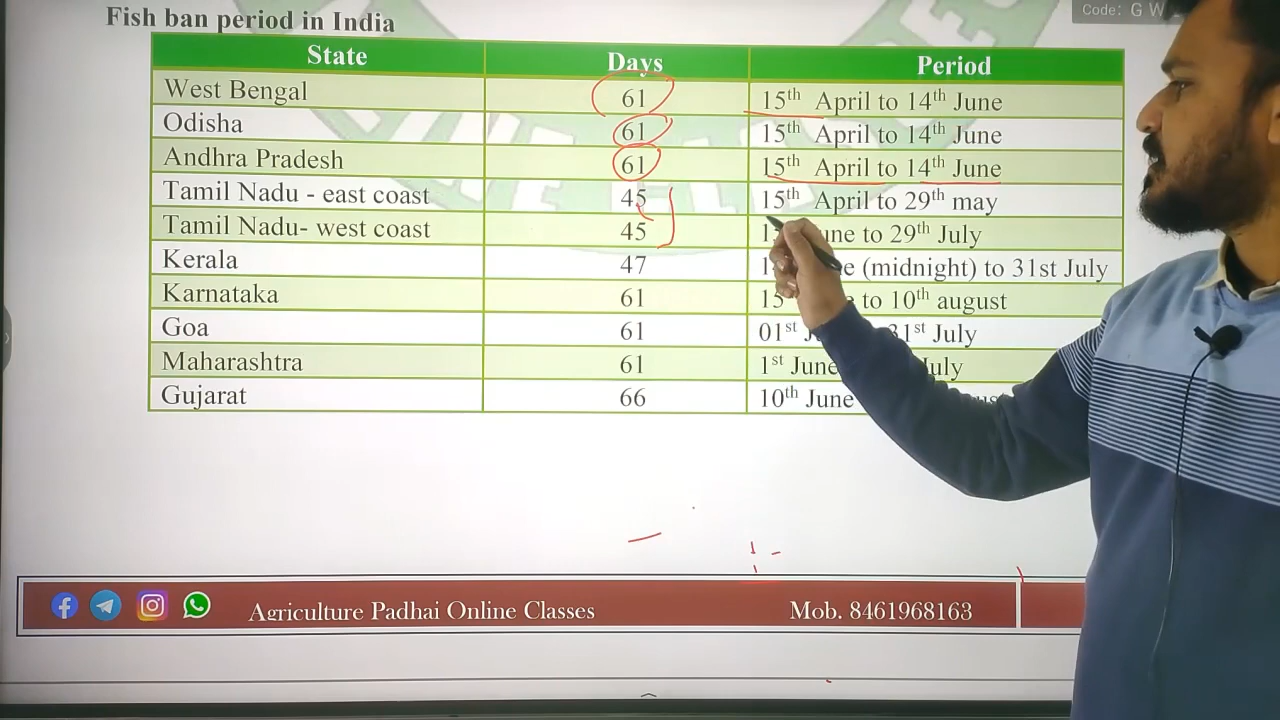 Fish ban period in India
Code: G W
State Days Period
West Bengal 61 15th April to 14th June
Odisha 61 15th April to 14th June
Andhra Pradesh 61 15th April to 14th June
Tamil Nadu - east coast 45 15th April to 29th may
Tamil Nadu- west coast 45 une to 29th July
Kerala 47 (midnight) to 31st July
Karnataka 61 15 to 10th august
Goa 61 01st 31st July
Maharashtra 61 1st June July
Gujarat 66 10th June
Agriculture Padhai Online Classes Mob. 8461968163